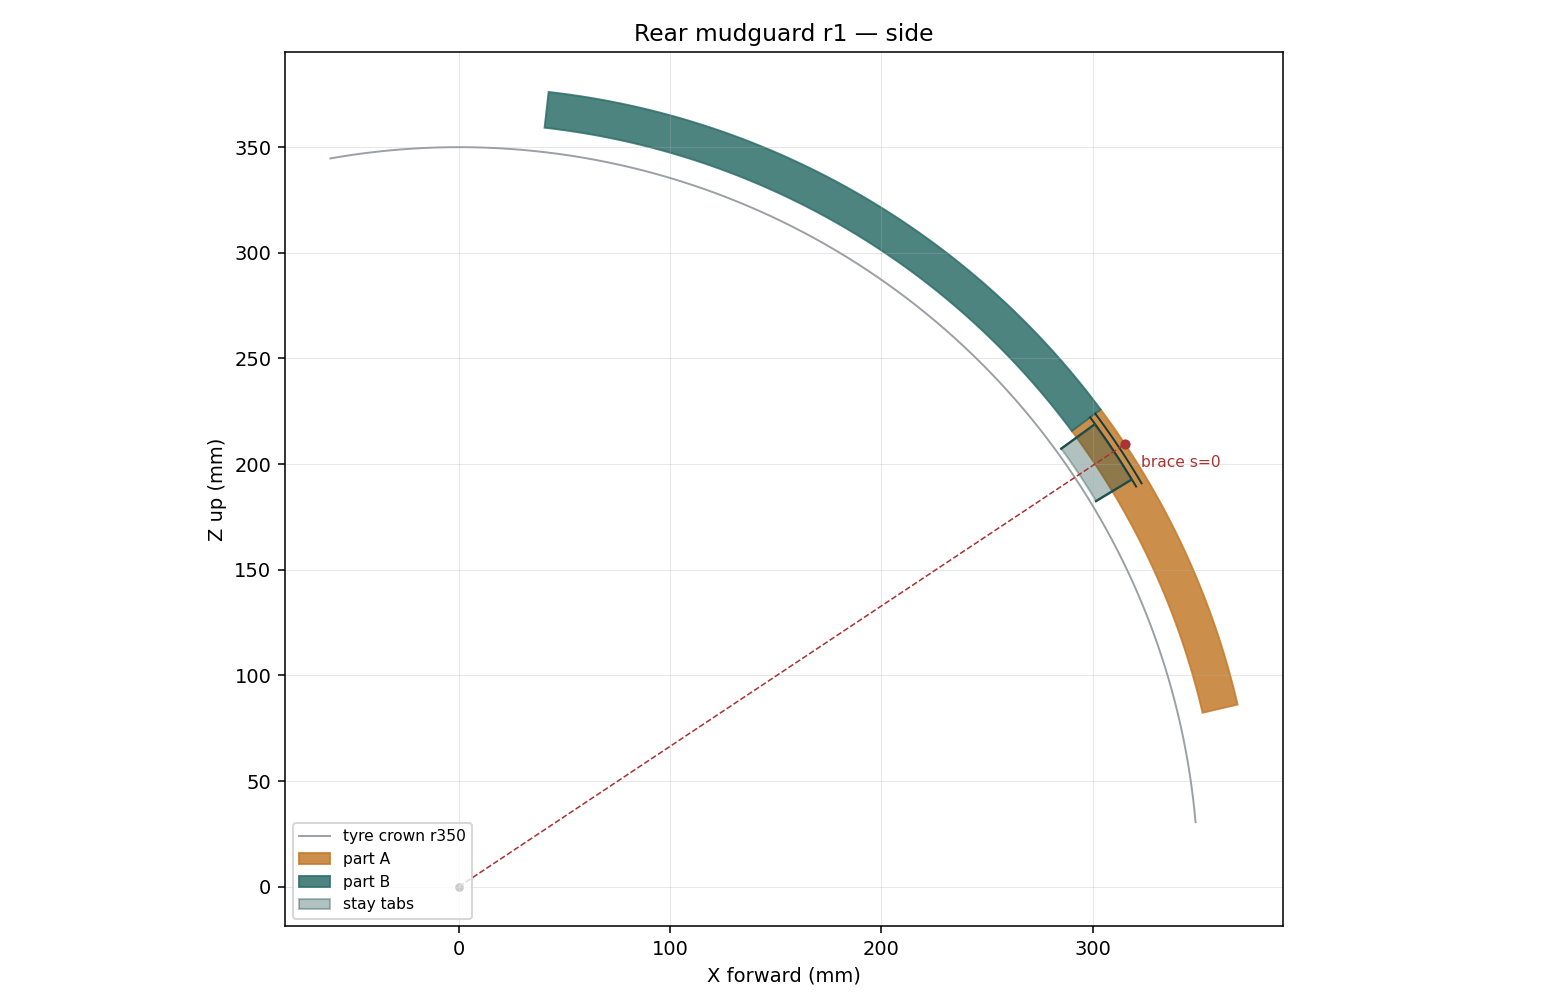 Rear mudguard r1 — side
350
300
250
200
150
100
50
0
Z up (mm)
brace s=0
tyre crown r350
part A
part B
stay tabs
0
100
200
300
X forward (mm)